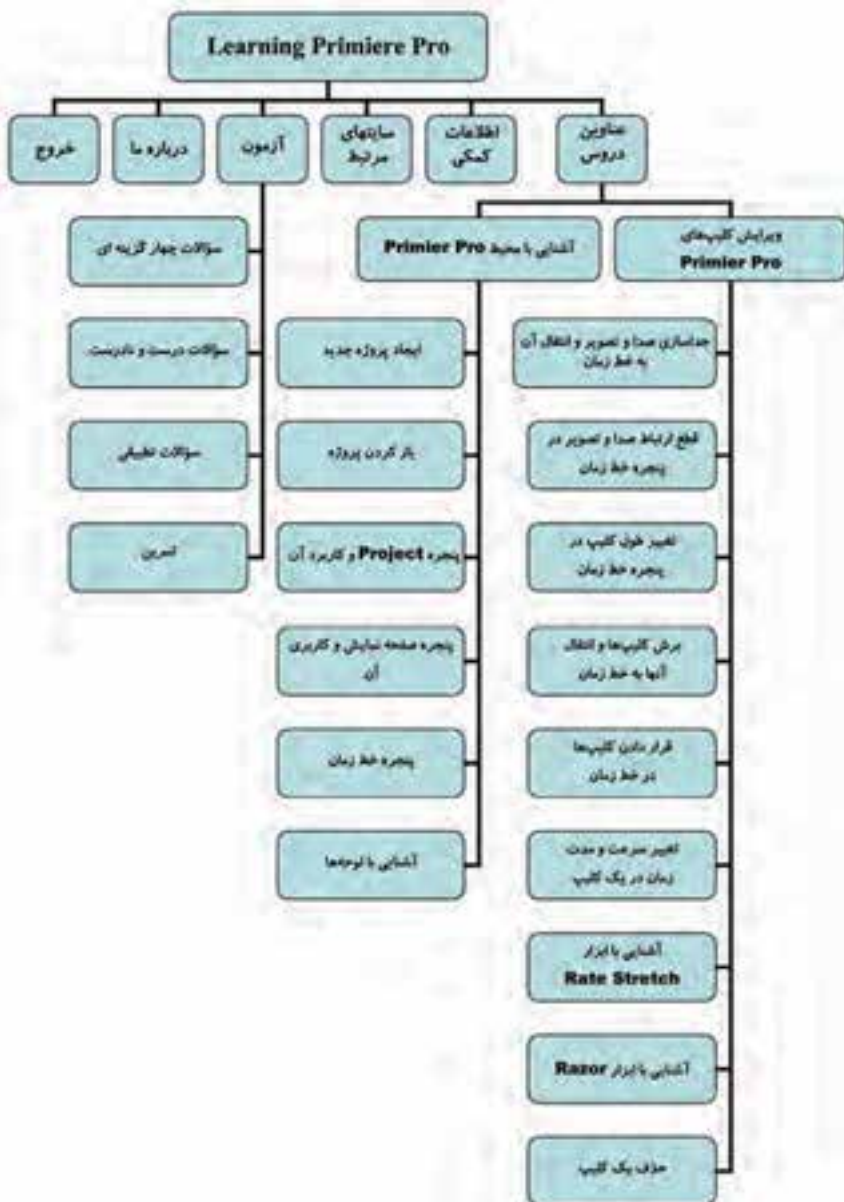 Learning Primiere Pro
عناوین
دروس
اطلاعات
کمکی
سایتهای
مرتبط
آزمون
درباره ما
خروج
ویرایش کلیپ‌های
Primier Pro
جداسازی صدا و تصویر و انتقال آن
به خط زمان
قطع ارتباط صدا و تصویر در
پنجره خط زمان
تغییر طول کلیپ در
پنجره خط زمان
برش کلیپ‌ها و انتقال
آنها به خط زمان
قرار دادن کلیپ‌ها
در خط زمان
تغییر سرعت و مدت
زمان در یک کلیپ
آشنایی با ابزار
Rate Stretch
آشنایی با ابزار Razor
حذف یک کلیپ
آشنایی با محیط Primier Pro
ایجاد پروژه جدید
باز کردن پروژه
پنجره Project و کاربرد آن
پنجره صفحه نمایش و کاربری
آن
پنجره خط زمان
آشنایی با لوحه‌ها
سؤالات چهار گزینه ای
سؤالات درست و نادرست
سؤالات تطبیقی
تمرین